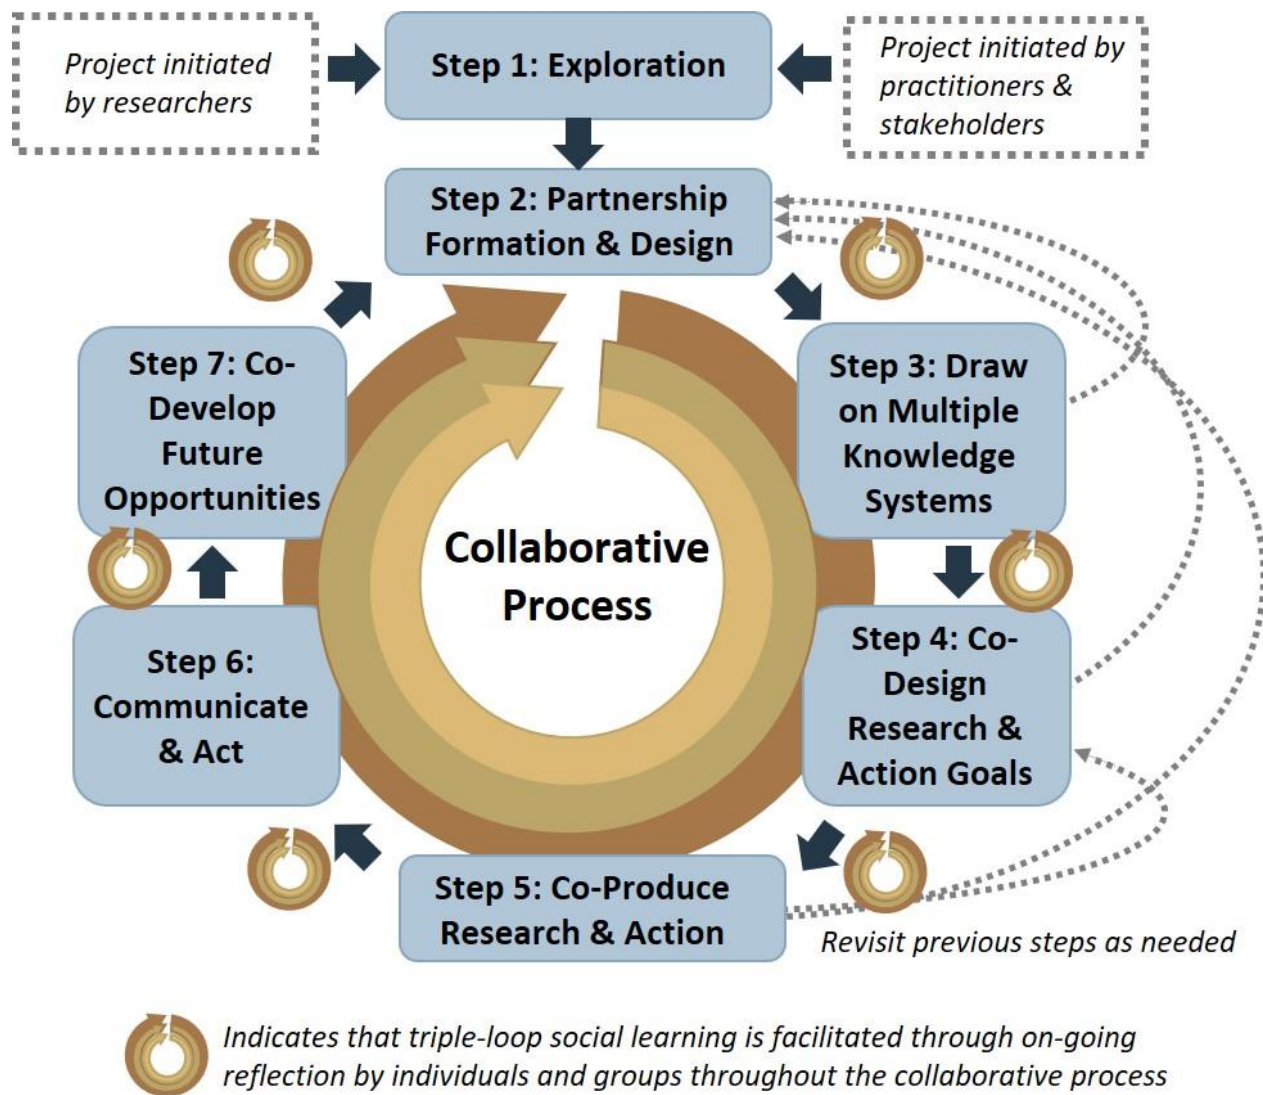 Project initiated
by researchers
Step 1: Exploration
Project initiated by
practitioners &
stakeholders
Step 2: Partnership
Formation & Design
Step 3: Draw
on Multiple
Knowledge
Systems
Step 4: Co-
Design
Research &
Action Goals
Step 5: Co-Produce
Research & Action
Step 6:
Communicate
& Act
Step 7: Co-
Develop
Future
Opportunities
Collaborative
Process
Revisit previous steps as needed
Indicates that triple-loop social learning is facilitated through on-going
reflection by individuals and groups throughout the collaborative process